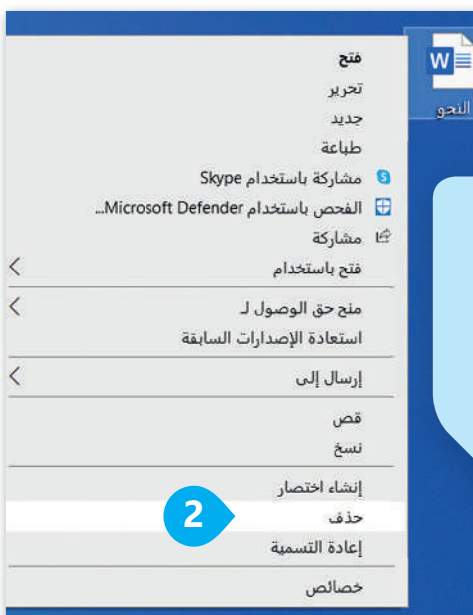 W
النحو
فتح
تحرير
جديد
طباعة
مشاركة باستخدام Skype
الفحص باستخدام Microsoft Defender...
مشاركة
فتح باستخدام
منح حق الوصول لـ
استعادة الإصدارات السابقة
إرسال إلى
قص
نسخ
إنشاء اختصار
حذف
2
إعادة التسمية
خصائص